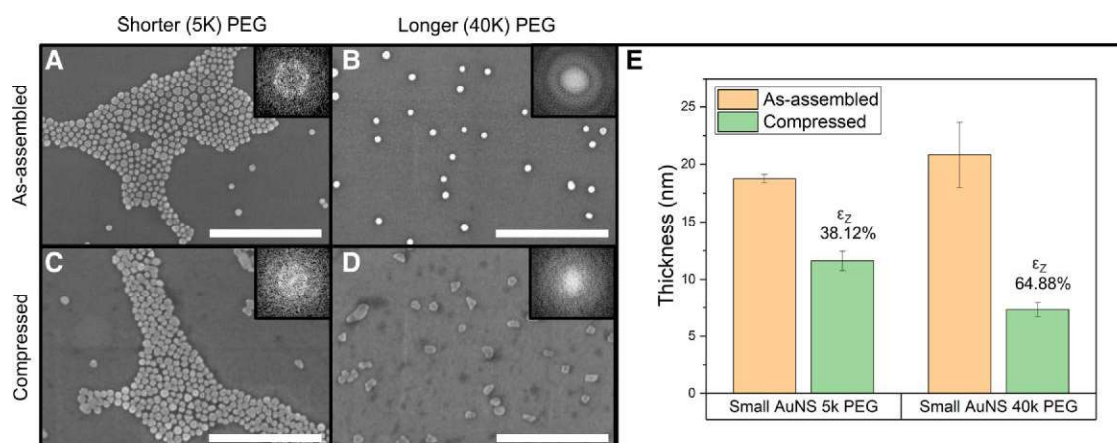 Shorter (5K) PEG
Longer (40K) PEG
As-assembled
Compressed
A
B
C
D
E
Thickness (nm)
25
20
15
10
5
0
As-assembled
Compressed
εZ
38.12%
εZ
64.88%
Small AuNS 5k PEG
Small AuNS 40k PEG